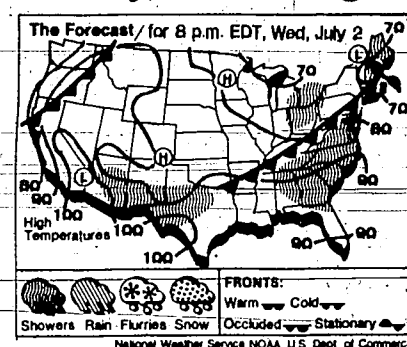 The Forecast / for 8 p.m. EDT, Wed, July 2
70
L
H
70
70
80
H
L
80
90
100
90
90
High
Temperatures
100
100
90
90
Showers Rain Flurries Snow
FRONTS:
Warm Cold
Occluded Stationary
National Weather Service NOAA U.S. Dept. of Commerc